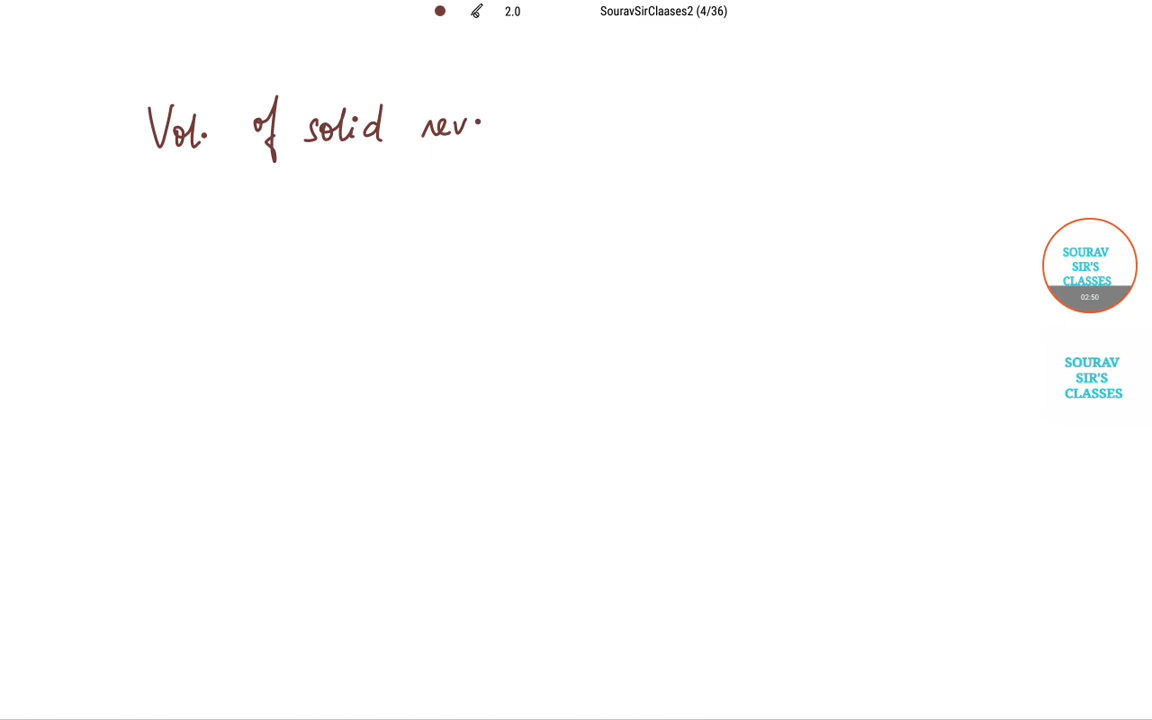 2.0 SouravSirClaases2 (4/36)
Vol. of solid rev.
SOURAV
SIR'S
CLASSES
02:50
SOURAV
SIR'S
CLASSES